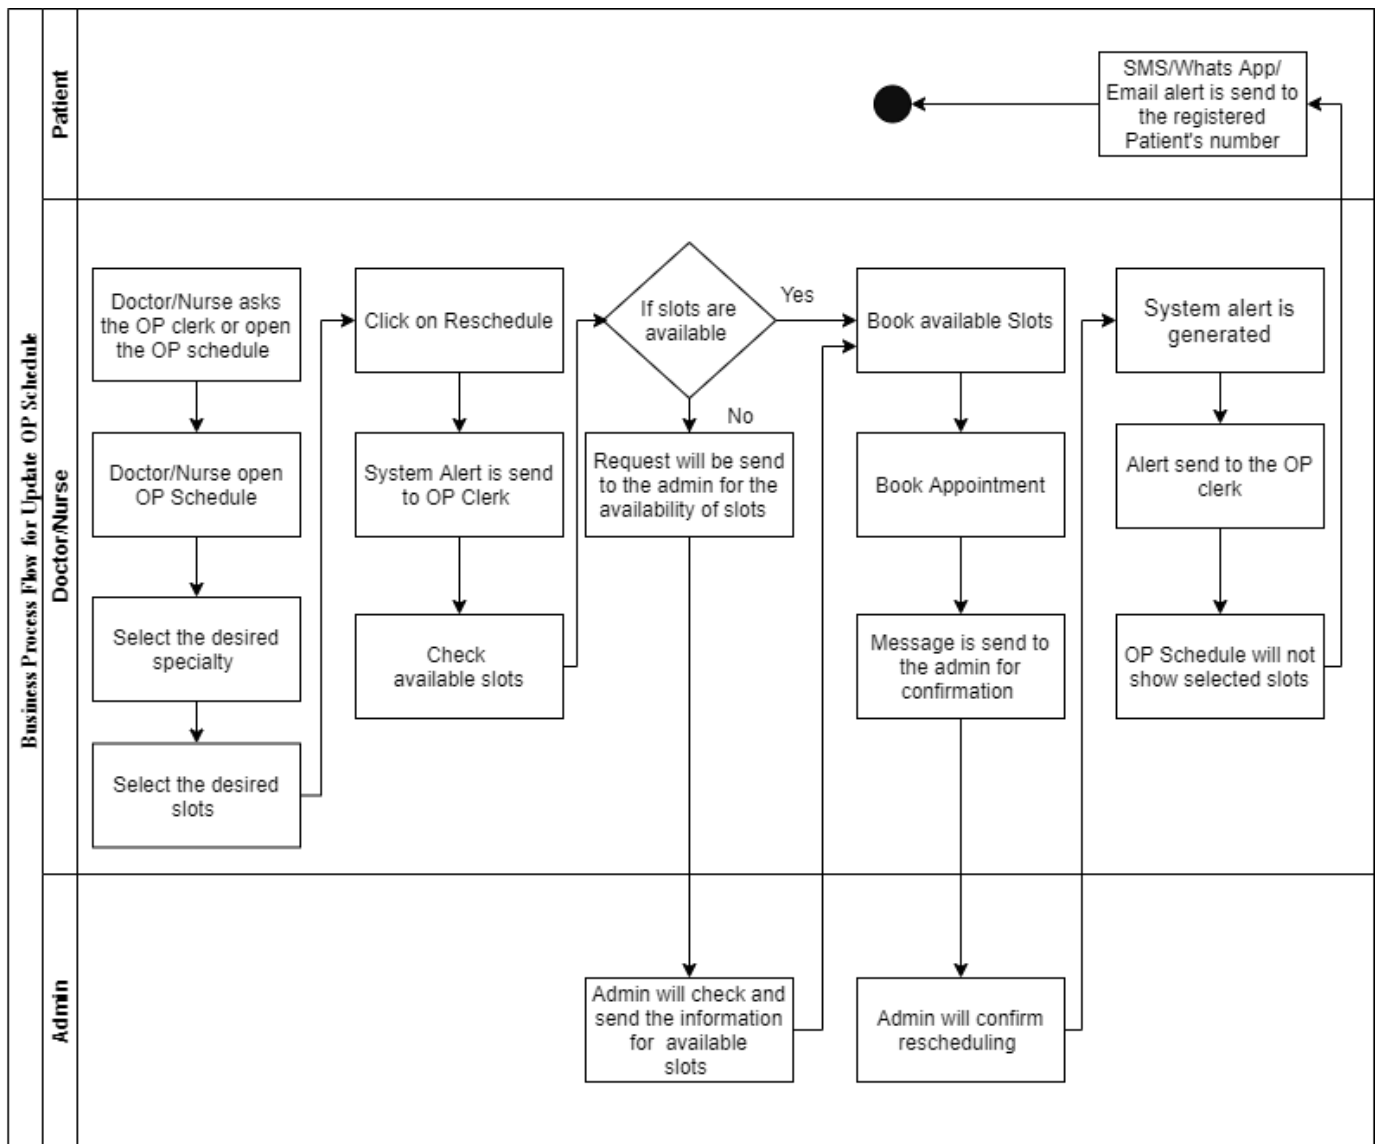 Business Process Flow for Update OP Schedule
Patient
SMS/Whats App/
Email alert is send to
the registered
Patient's number
Doctor/Nurse
Doctor/Nurse asks
the OP clerk or open
the OP schedule
Doctor/Nurse open
OP Schedule
Select the desired
specialty
Select the desired
slots
Click on Reschedule
System Alert is send
to OP Clerk
Check
available slots
If slots are
available
Yes
No
Request will be send
to the admin for the
availability of slots
Book available Slots
Book Appointment
Message is send to
the admin for
confirmation
System alert is
generated
Alert send to the OP
clerk
OP Schedule will not
show selected slots
Admin
Admin will check and
send the information
for available
slots
Admin will confirm
rescheduling